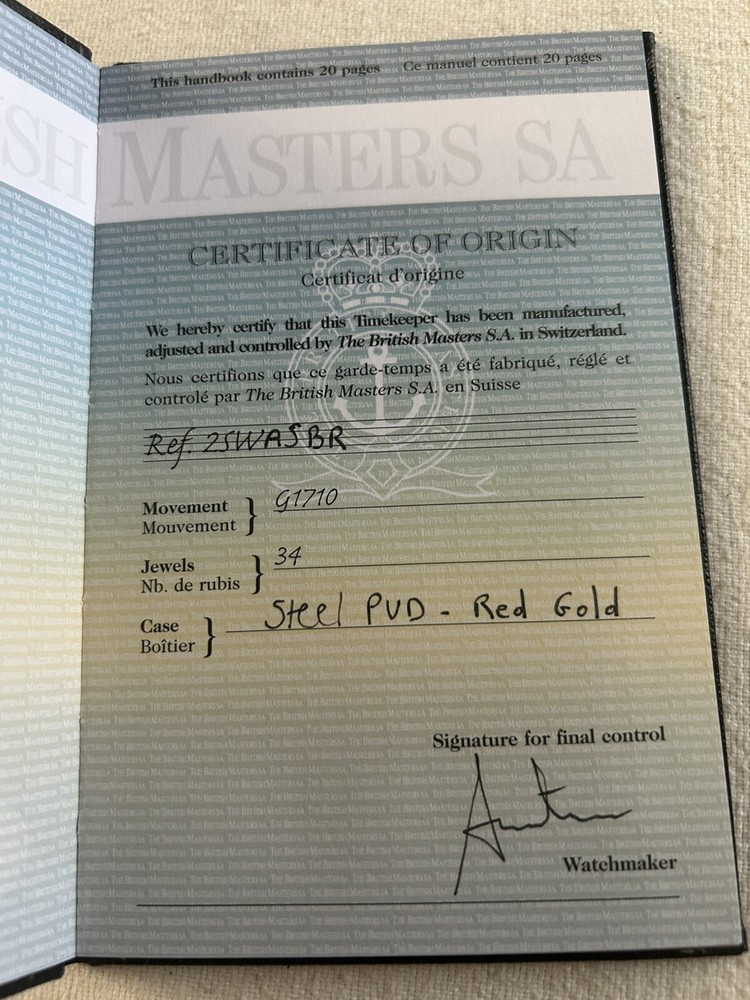 This handbook contains 20 pages Ce manuel contient 20 pages
SH MASTERS SA
CERTIFICATE OF ORIGIN
Certificat d'origine
We hereby certify that this Timekeeper has been manufactured,
adjusted and controlled by The British Masters S.A. in Switzerland.
Nous certifions que ce garde-temps a été fabriqué, réglé et
controlé par The British Masters S.A. en Suisse
Ref. 2SWASBR
Movement
Mouvement } G1710
Jewels
Nb. de rubis } 34
Case
Boîtier } Steel PVD - Red Gold
Signature for final control
Watchmaker